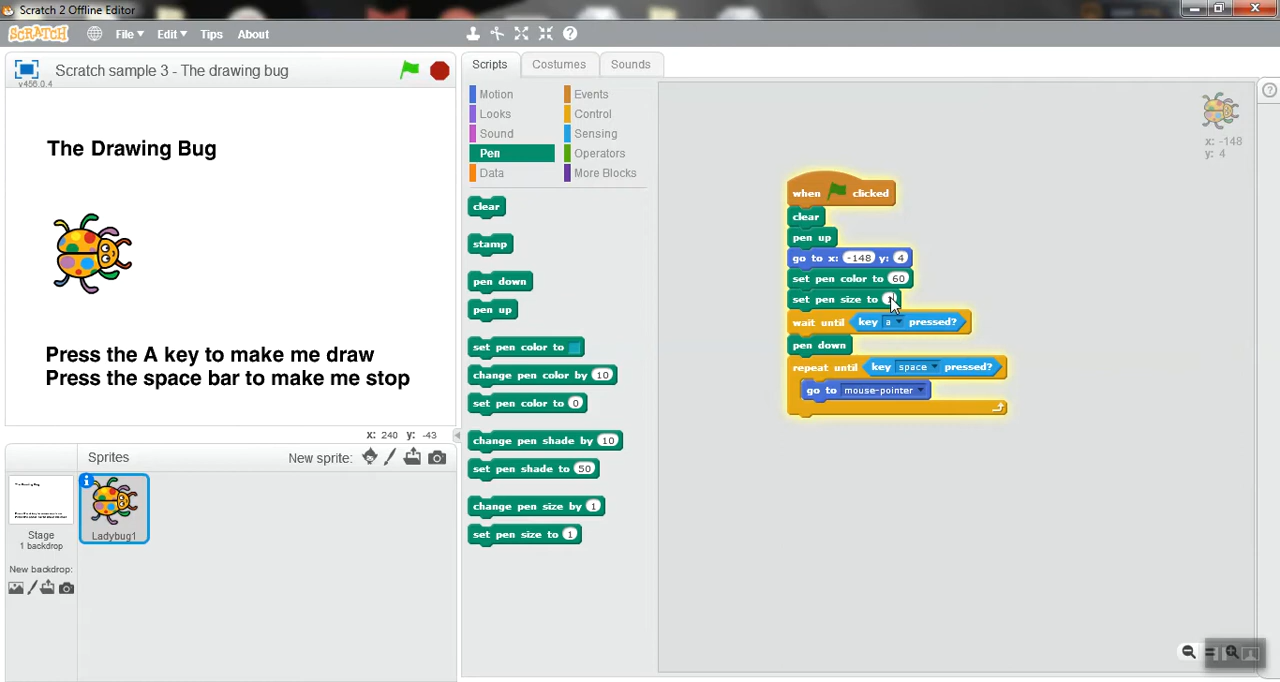 Scratch 2 Offline Editor
SCRATCH File Edit Tips About
v456.0.4
Scratch sample 3 - The drawing bug
The Drawing Bug
Press the A key to make me draw
Press the space bar to make me stop
x: 240 y: -43
Sprites New sprite:
Stage
1 backdrop
New backdrop:
Ladybug1
Scripts Costumes Sounds
Motion Events
Looks Control
Sound Sensing
Pen Operators
Data More Blocks
clear
stamp
pen down
pen up
set pen color to
change pen color by 10
set pen color to 0
change pen shade by 10
set pen shade to 50
change pen size by 1
set pen size to 1
when clicked
clear
pen up
go to x: -148 y: 4
set pen color to 60
set pen size to 1
wait until key a pressed?
pen down
repeat until key space pressed?
go to mouse-pointer
x: -148
y: 4